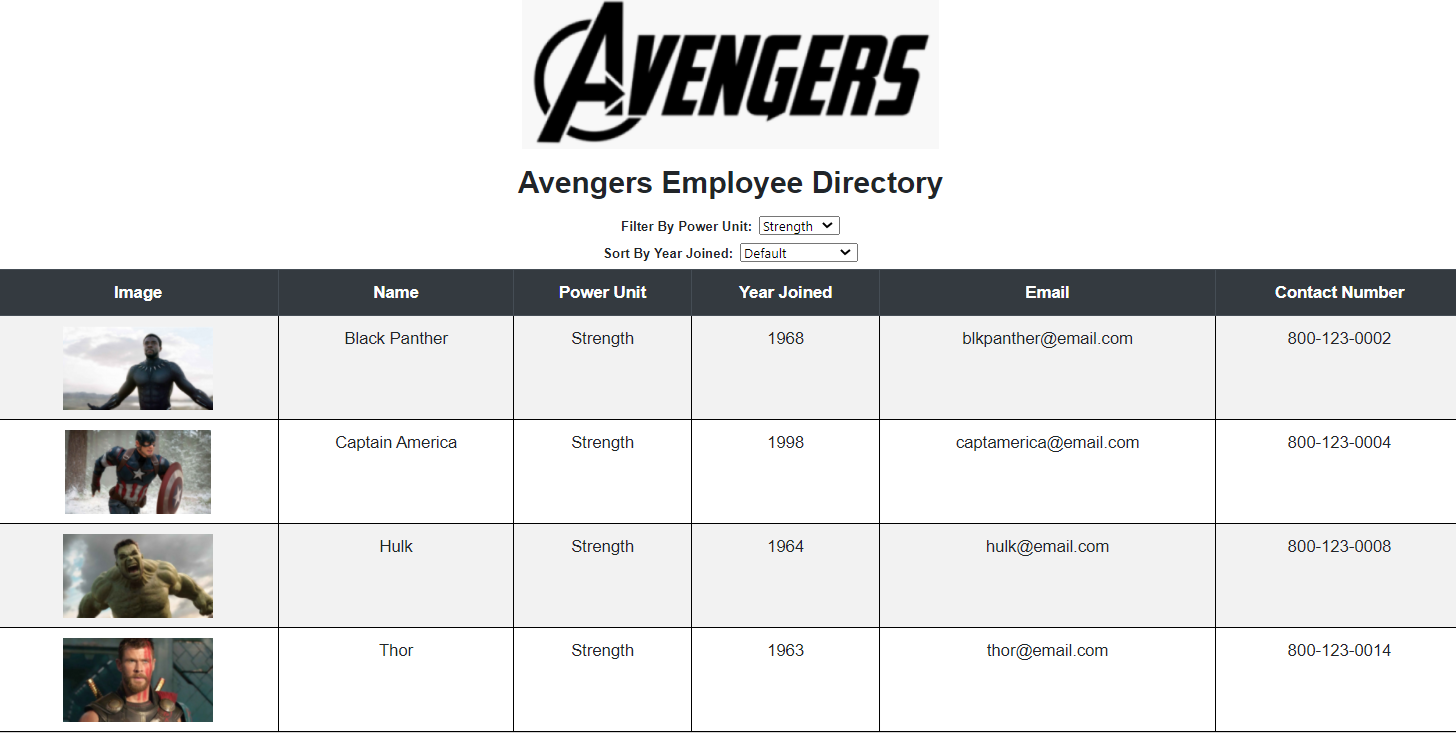 AVENGERS
Avengers Employee Directory
Filter By Power Unit: Strength
Sort By Year Joined: Default
Image Name Power Unit Year Joined Email Contact Number
Black Panther Strength 1968 blkpanther@email.com 800-123-0002
Captain America Strength 1998 captamerica@email.com 800-123-0004
Hulk Strength 1964 hulk@email.com 800-123-0008
Thor Strength 1963 thor@email.com 800-123-0014